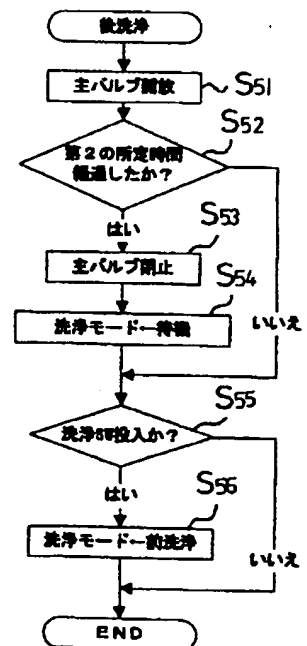 後洗浄
主バルブ開放
S51
S52
第2の所定時間
経過したか?
はい
S53
主バルブ閉止
S54
洗浄モード←待機
いいえ
S55
洗浄SW投入か?
はい
S56
洗浄モード←前洗浄
いいえ
END